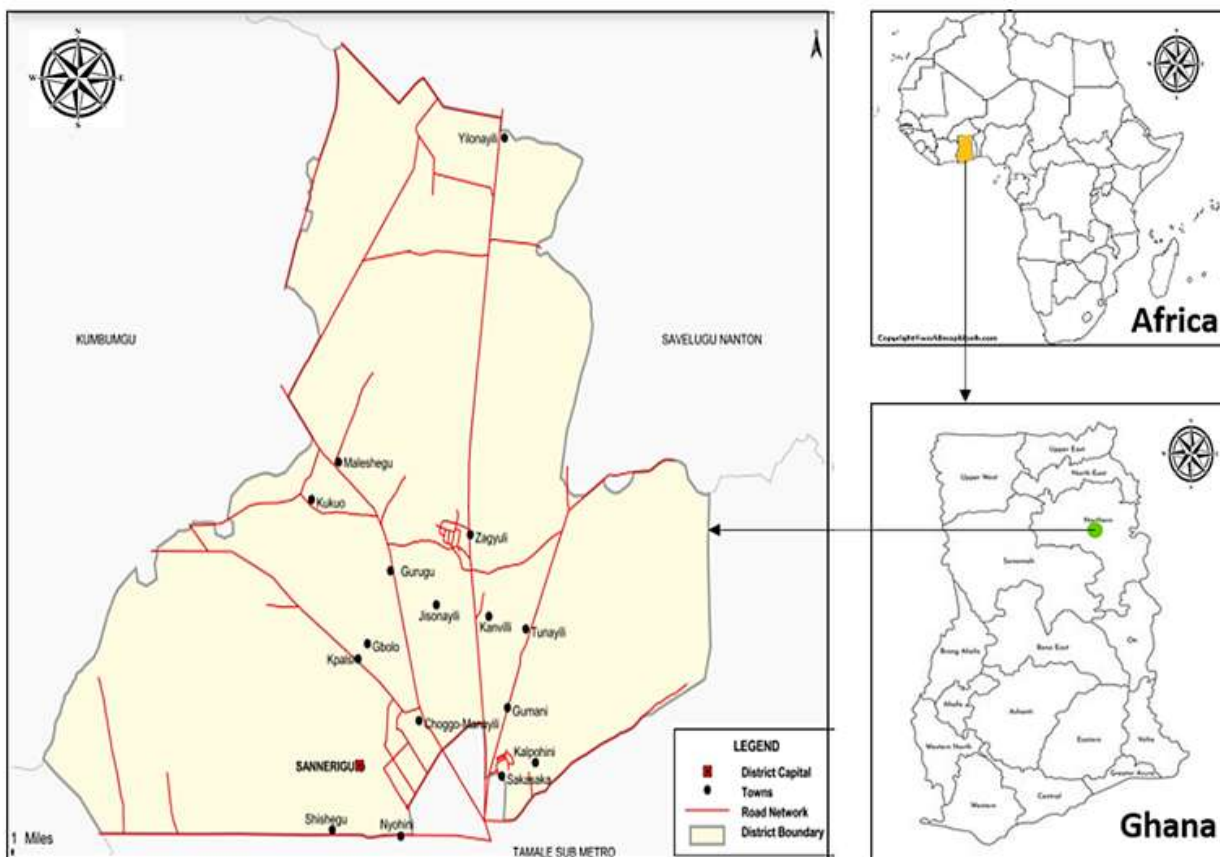 N
W
E
S
N
Yilonayili
KUMBUMGU
SAVELUGU NANTON
Maleshegu
Kukuo
Zagyuli
Gurugu
Jisonayili
Kanvilli
Tunayili
Gbolo
Kpalsi
Gumani
Choggo-Manayili
Kalpohini
SANNERIGU
Sakasaka
Shishegu
Nyohini
1 Miles
TAMALE SUB METRO
LEGEND
District Capital
Towns
Road Network
District Boundary
Africa
Upper East
North East
Upper West
Northern
Savannah
Oti
Brong Ahafo
Bono East
Ahafo
Ashanti
Western North
Eastern
Volta
Greater Accra
Central
Western
Ghana